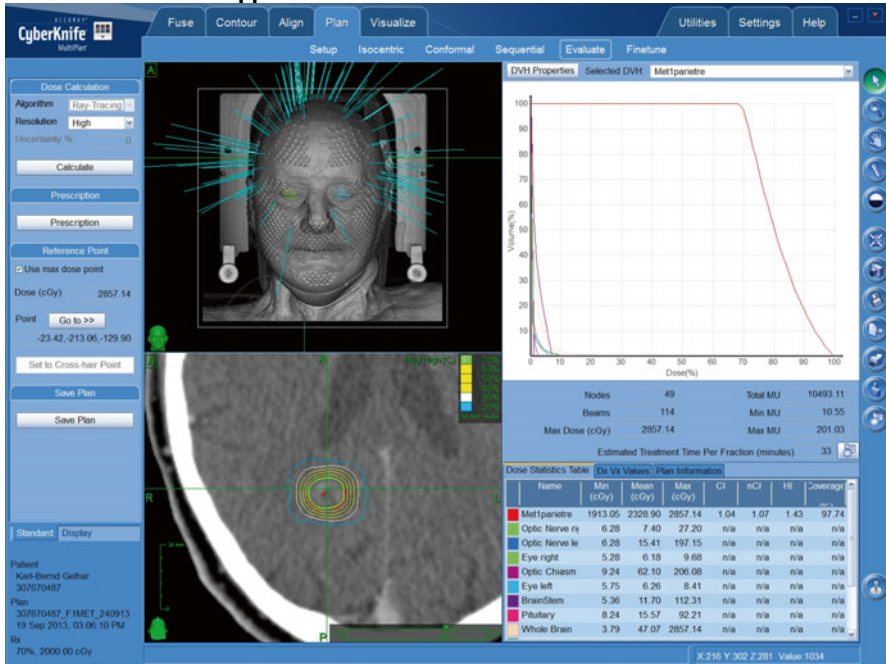 ACCURAY
CyberKnife
MultiPlan
Fuse Contour Align Plan Visualize Utilities Settings Help
Setup Isocentric Conformal Sequential Evaluate Finetune
Dose Calculation
Algorithm Ray-Tracing
Resolution High
Uncertainty % 0
Calculate
Prescription
Prescription
Reference Point
Use max dose point
Dose (cGy) 2857.14
Point Go to >>
-23.42,-213.06,-129.90
Set to Cross-hair Point
Save Plan
Save Plan
Standard Display
Patient
Karl-Bernd Gelhar
307670487
Plan
307670487_F1MET_240913
19 Sep 2013, 03:06:10 PM
Rx
70%, 2000.00 cGy
A
A
R
L
P
70%
60%
50%
40%
30%
20%
DVH Properties Selected DVH: Met1parietre
Volume(%)
100
90
80
70
60
50
40
30
20
10
0 10 20 30 40 50 60 70 80 90 100
Dose(%)
Nodes 49 Total MU 10493.11
Beams 114 Min MU 10.55
Max Dose (cGy) 2857.14 Max MU 201.03
Estimated Treatment Time Per Fraction (minutes) 33
Dose Statistics Table Dx Vx Values Plan Information
Name Min (cGy) Mean (cGy) Max (cGy) CI nCI HI Coverage
Met1parietre 1913.05 2328.90 2857.14 1.04 1.07 1.43 97.74
Optic Nerve rig 6.28 7.40 27.20 n/a n/a n/a n/a
Optic Nerve le 6.28 15.41 197.15 n/a n/a n/a n/a
Eye right 5.28 6.18 9.68 n/a n/a n/a n/a
Optic Chiasm 9.24 62.10 206.08 n/a n/a n/a n/a
Eye left 5.75 6.26 8.41 n/a n/a n/a n/a
BrainStem 5.36 11.70 112.31 n/a n/a n/a n/a
Pituitary 8.24 15.57 92.21 n/a n/a n/a n/a
Whole Brain 3.79 47.07 2857.14 n/a n/a n/a n/a
X:216 Y:302 Z:281 Value:1034